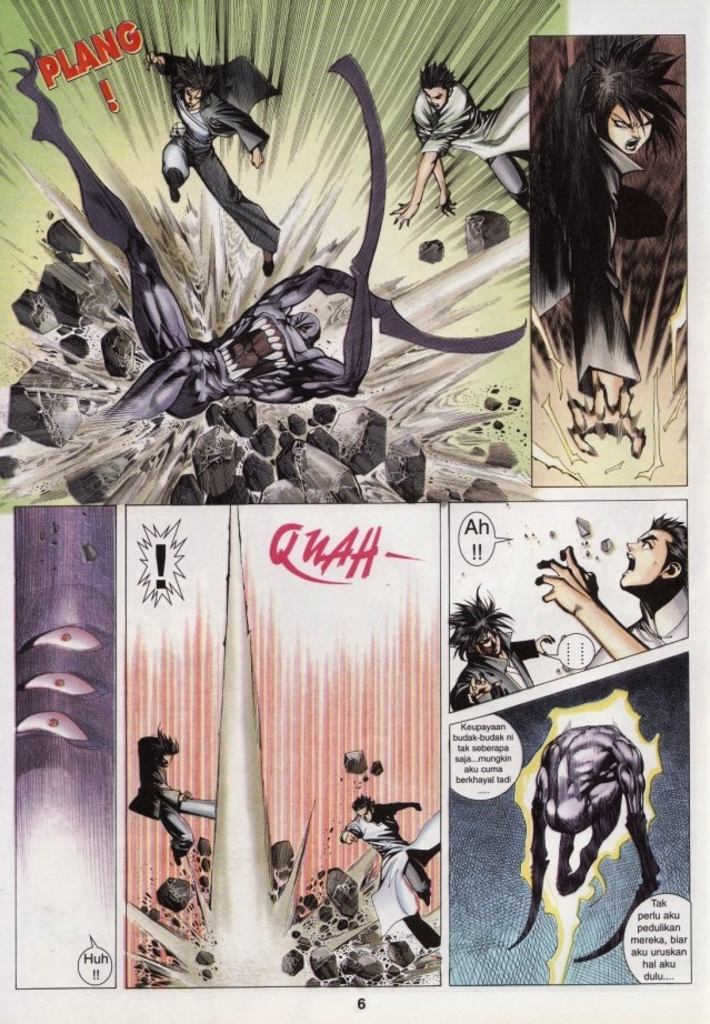 PLANG
!
Huh
!!
!
QUAH
Ah
!!
......
Keupayaan
budak-budak ni
tak seberapa
saja...mungkin
aku cuma
berkhayal tadi
.....
Tak
perlu aku
pedulikan
mereka, biar
aku uruskan
hal aku
dulu....
6